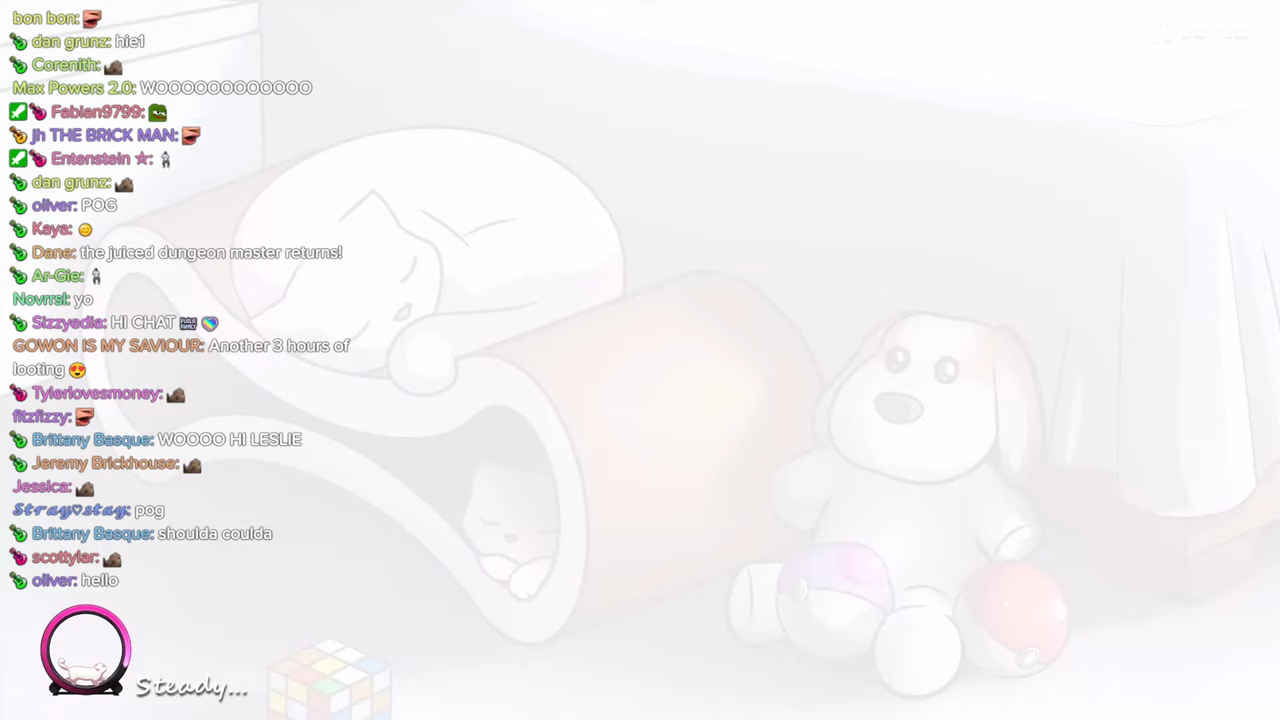 bon bon:
dan grunz: hie1
Corenith:
Max Powers 2.0: WOOOOOOOOOOOO
Fabian9799:
jh THE BRICK MAN:
Entenstein ☆:
dan grunz:
oliver: POG
Kaya:
Dane: the juiced dungeon master returns!
Ar-Gie:
Novrrsl: yo
Sizzyedia: HI CHAT
GOWON IS MY SAVIOUR: Another 3 hours of
looting
Tylerlovesmoney:
fitzfizzy:
Brittany Basque: WOOOO HI LESLIE
Jeremy Brickhouse:
Jessica:
𝓢𝓽𝓻𝓪𝔂♡𝓼𝓽𝓪𝔂: pog
Brittany Basque: shoulda coulda
scottylar:
oliver: hello
Steady...